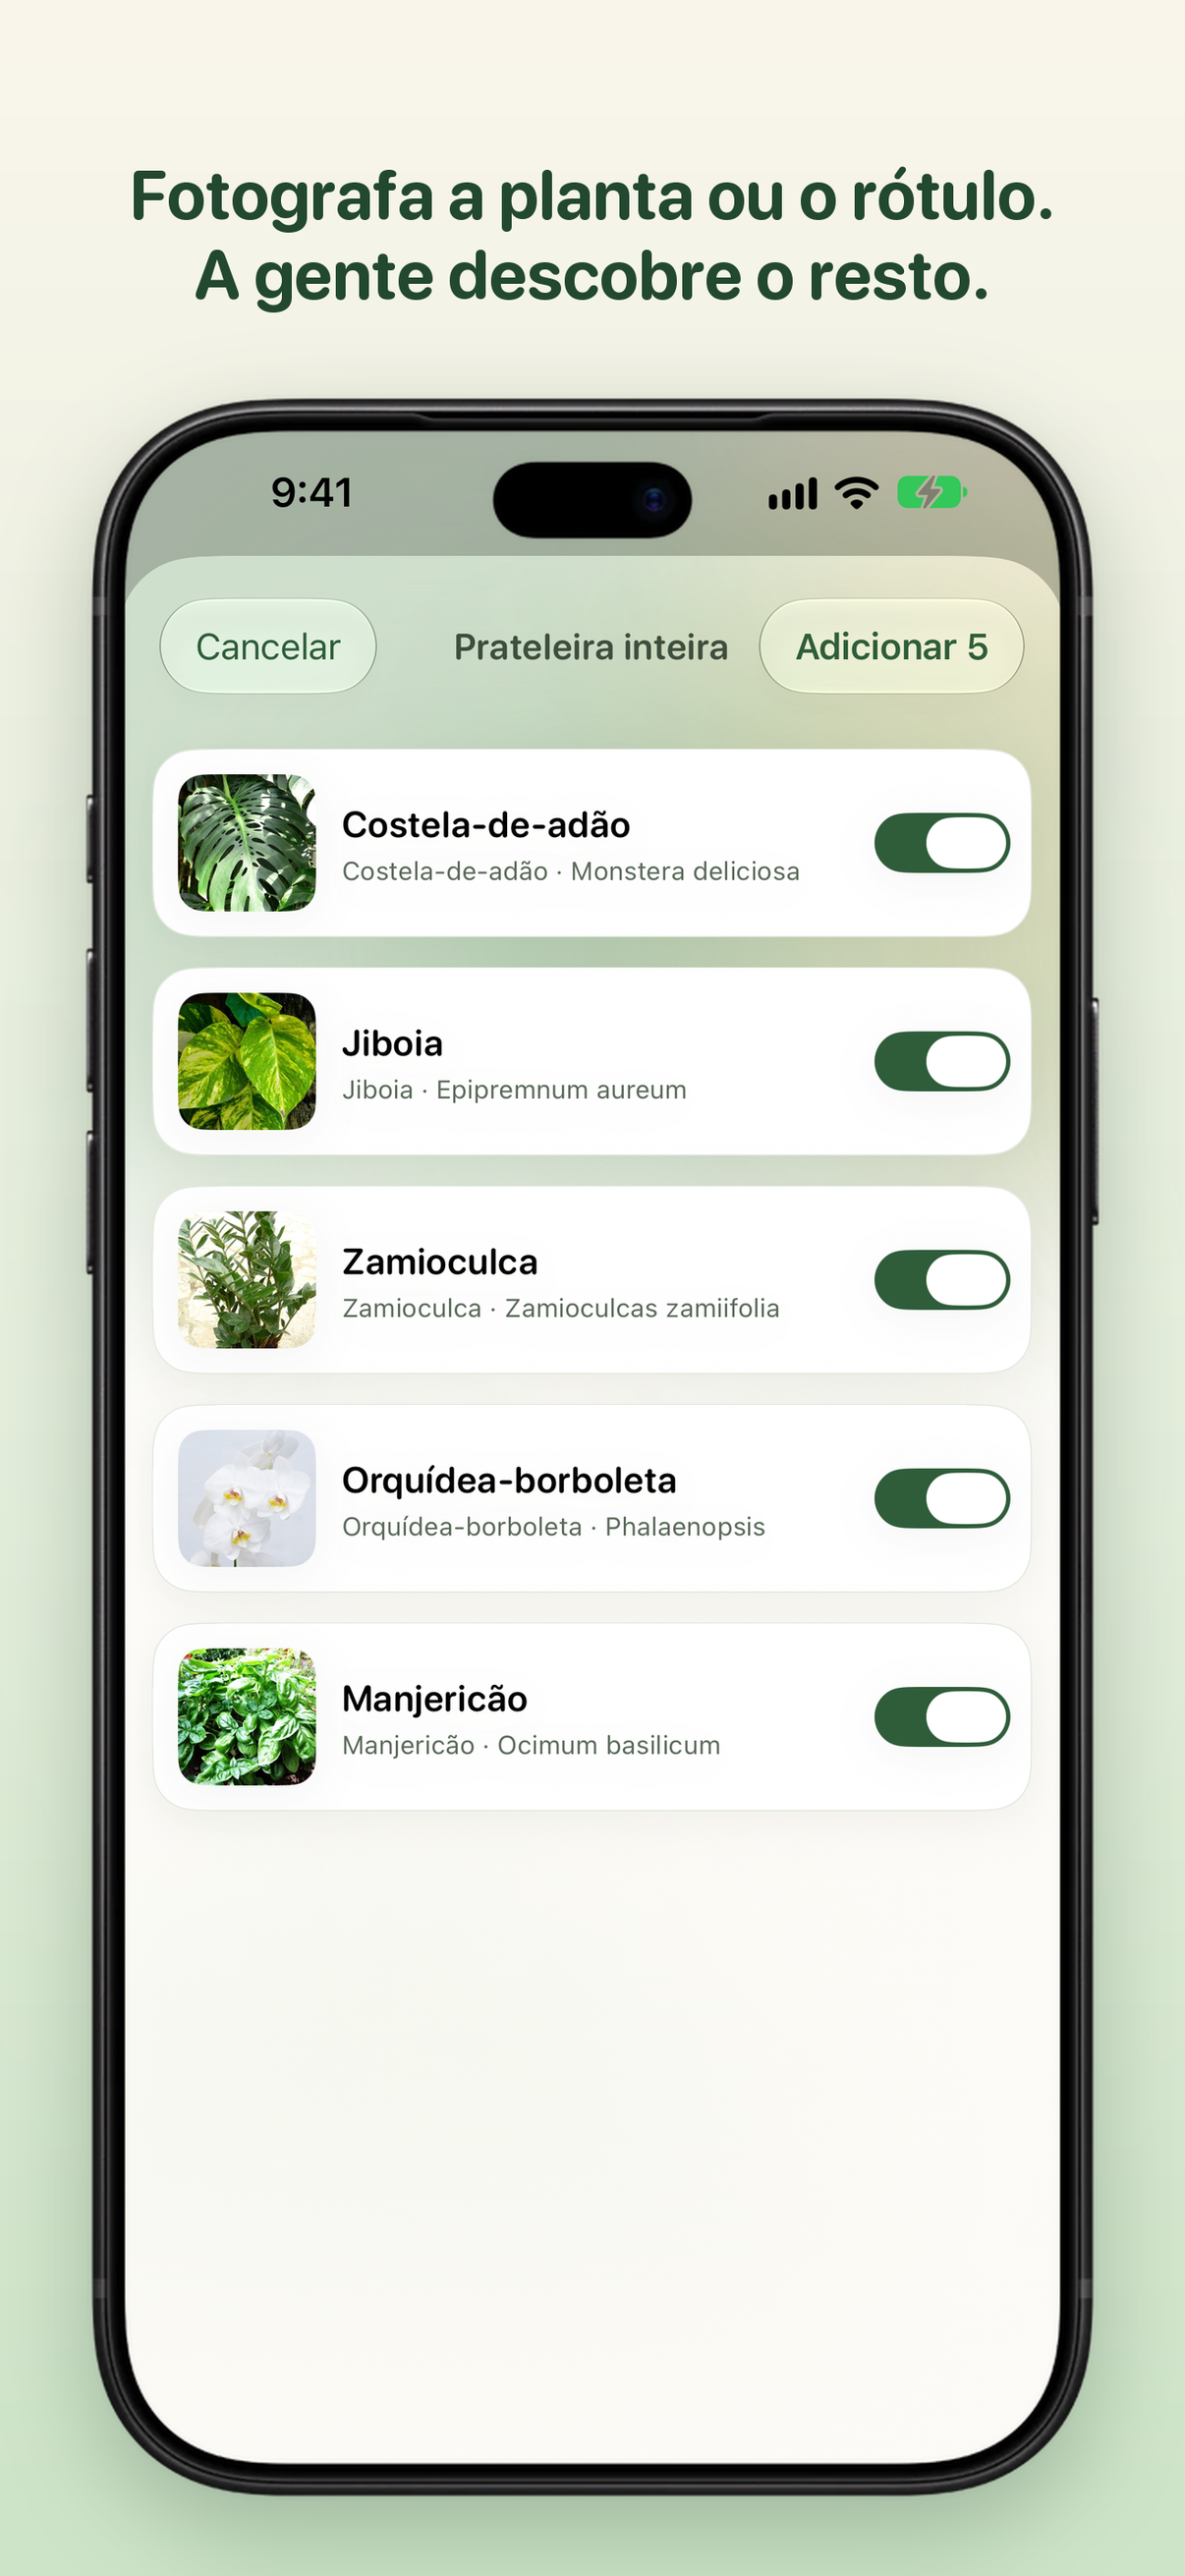 Fotografa a planta ou o rótulo.
A gente descobre o resto.
9:41
Cancelar
Prateleira inteira
Adicionar 5
Costela-de-adão
Costela-de-adão · Monstera deliciosa
Jiboia
Jiboia · Epipremnum aureum
Zamioculca
Zamioculca · Zamioculcas zamiifolia
Orquídea-borboleta
Orquídea-borboleta · Phalaenopsis
Manjericão
Manjericão · Ocimum basilicum